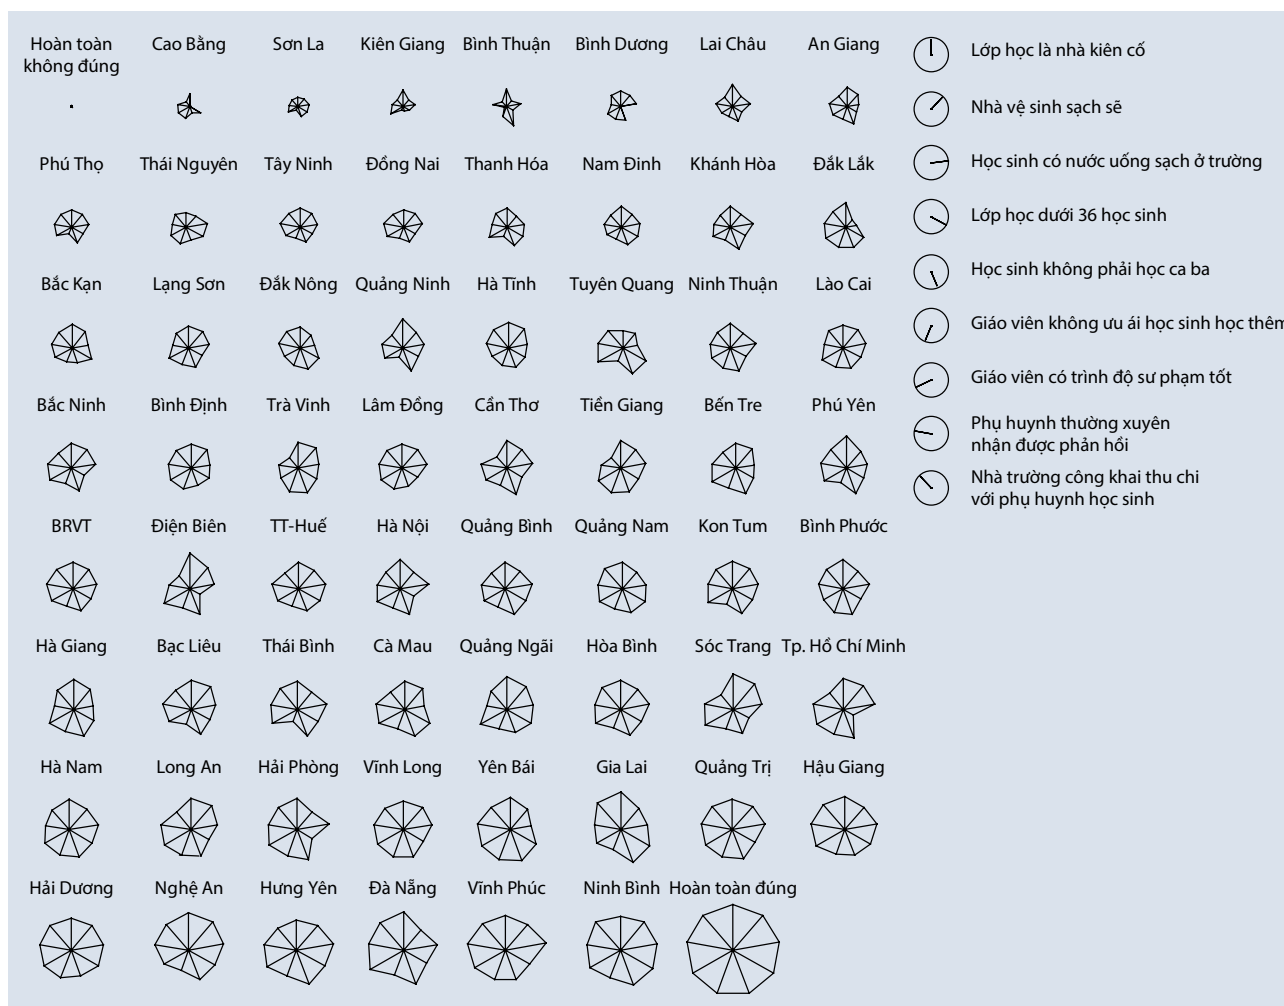 Hoàn toàn
không đúng
Cao Bằng
Sơn La
Kiên Giang
Bình Thuận
Bình Dương
Lai Châu
An Giang
Phú Thọ
Thái Nguyên
Tây Ninh
Đồng Nai
Thanh Hóa
Nam Đinh
Khánh Hòa
Đắk Lắk
Bắc Kạn
Lạng Sơn
Đắk Nông
Quảng Ninh
Hà Tĩnh
Tuyên Quang
Ninh Thuận
Lào Cai
Bắc Ninh
Bình Định
Trà Vinh
Lâm Đồng
Cần Thơ
Tiền Giang
Bến Tre
Phú Yên
BRVT
Điện Biên
TT-Huế
Hà Nội
Quảng Bình
Quảng Nam
Kon Tum
Bình Phước
Hà Giang
Bạc Liêu
Thái Bình
Cà Mau
Quảng Ngãi
Hòa Bình
Sóc Trang
Tp. Hồ Chí Minh
Hà Nam
Long An
Hải Phòng
Vĩnh Long
Yên Bái
Gia Lai
Quảng Trị
Hậu Giang
Hải Dương
Nghệ An
Hưng Yên
Đà Nẵng
Vĩnh Phúc
Ninh Bình
Hoàn toàn đúng
Lớp học là nhà kiên cố
Nhà vệ sinh sạch sẽ
Học sinh có nước uống sạch ở trường
Lớp học dưới 36 học sinh
Học sinh không phải học ca ba
Giáo viên không ưu ái học sinh học thêm
Giáo viên có trình độ sư phạm tốt
Phụ huynh thường xuyên
nhận được phản hồi
Nhà trường công khai thu chi
với phụ huynh học sinh